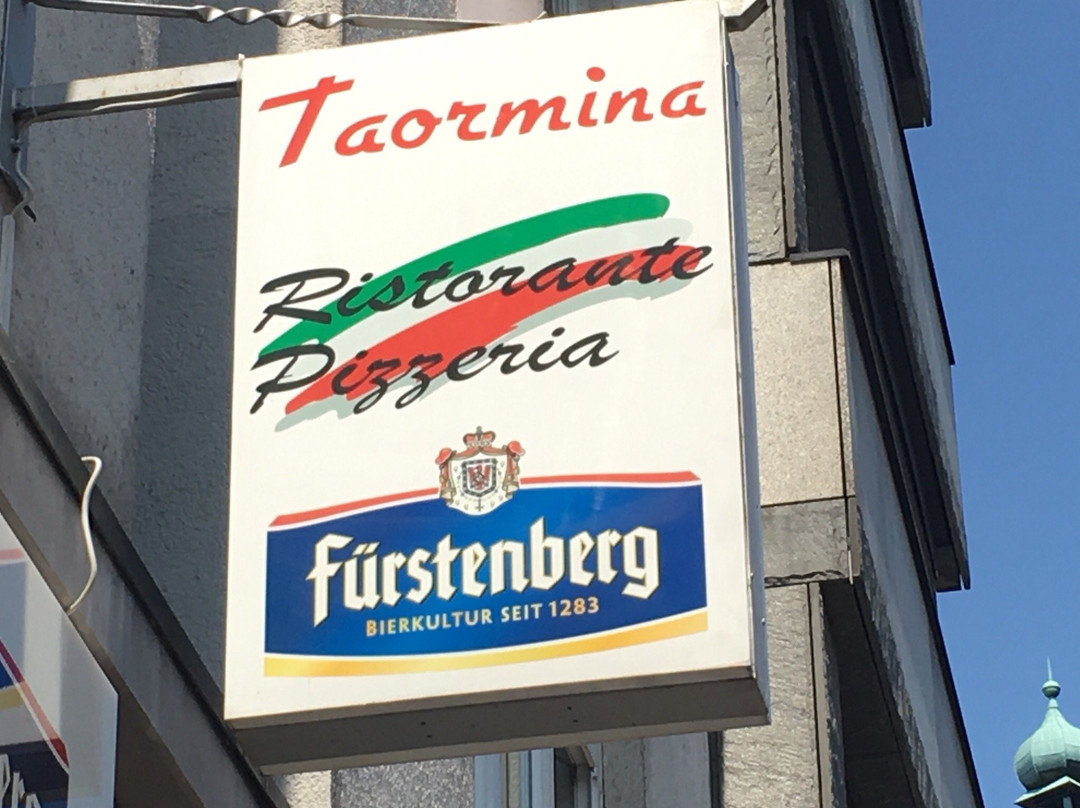 Taormina
Ristorante
Pizzeria
Fürstenberg
BIERKULTUR SEIT 1283